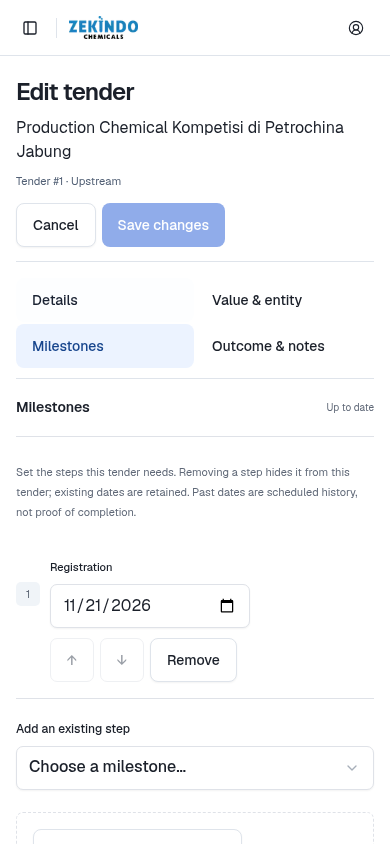 ZEKINDO
CHEMICALS
Edit tender
Production Chemical Kompetisi di Petrochina
Jabung
Tender #1 · Upstream
Cancel
Save changes
Details
Value & entity
Milestones
Outcome & notes
Milestones
Up to date
Set the steps this tender needs. Removing a step hides it from this
tender; existing dates are retained. Past dates are scheduled history,
not proof of completion.
Registration
1
11/21/2026
Remove
Add an existing step
Choose a milestone...